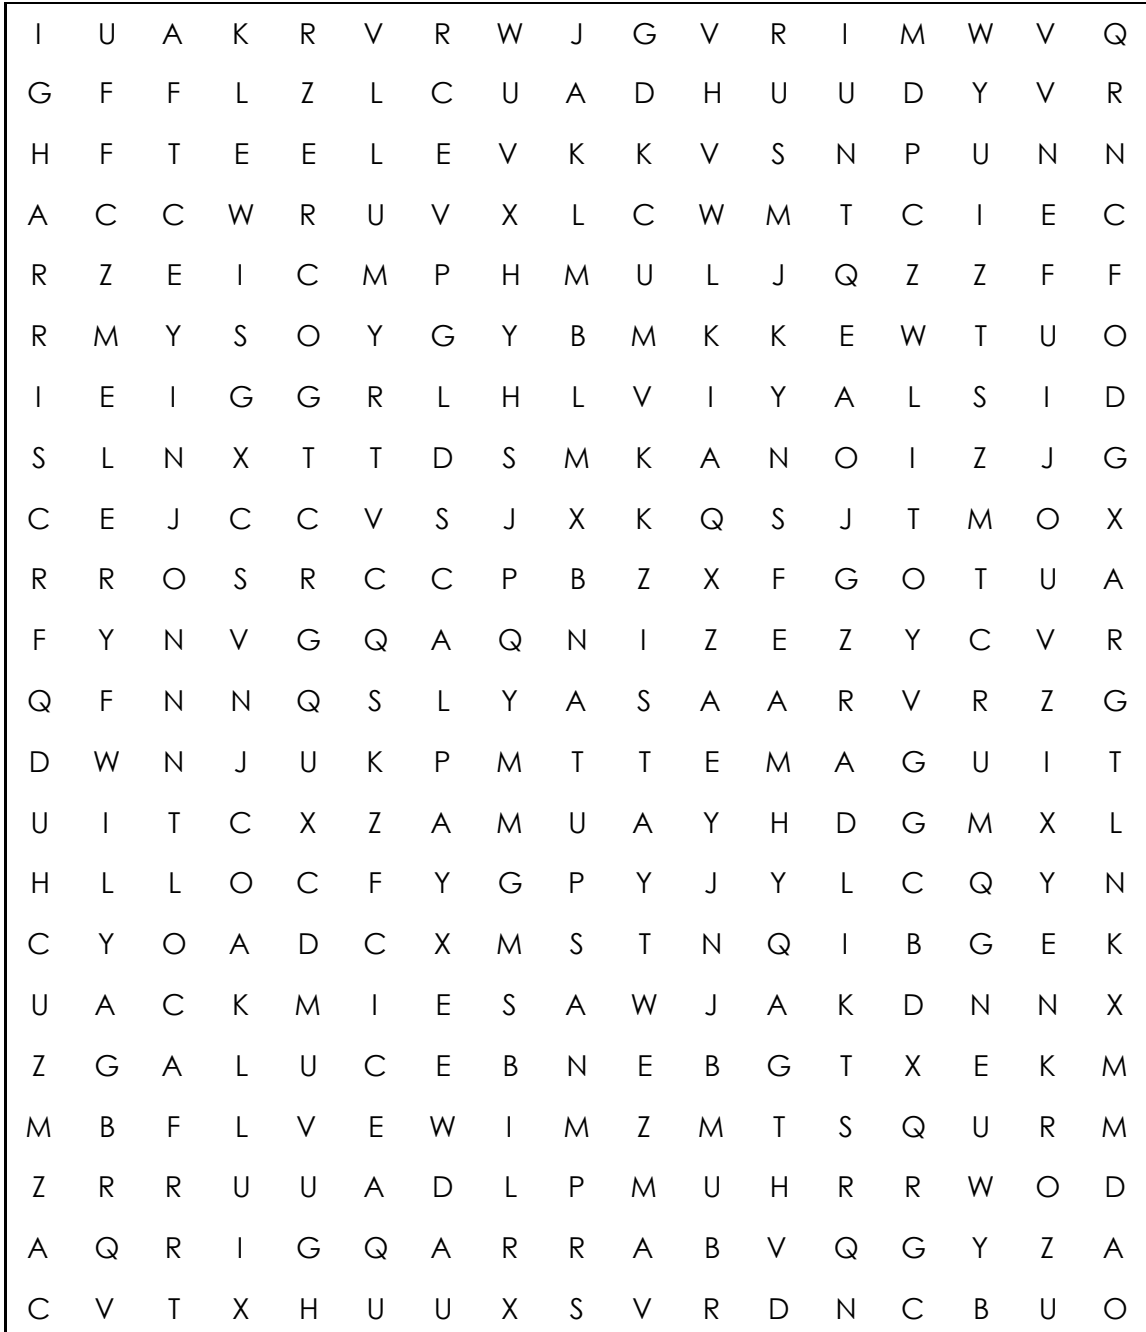 I U A K R V R W J G V R I M W V Q
G F F L Z L C U A D H U U D Y V R
H F T E E L E V K K V S N P U N N
A C C W R U V X L C W M T C I E C
R Z E I C M P H M U L J Q Z Z F F
R M Y S O Y G Y B M K K E W T U O
I E I G G R L H L V I Y A L S I D
S L N X T T D S M K A N O I Z J G
C E J C C V S J X K Q S J T M O X
R R O S R C C P B Z X F G O T U A
F Y N V G Q A Q N I Z E Z Y C V R
Q F N N Q S L Y A S A A R V R Z G
D W N J U K P M T T E M A G U I T
U I T C X Z A M U A Y H D G M X L
H L L O C F Y G P Y J Y L C Q Y N
C Y O A D C X M S T N Q I B G E K
U A C K M I E S A W J A K D N N X
Z G A L U C E B N E B G T X E K M
M B F L V E W I M Z M T S Q U R M
Z R R U U A D L P M U H R R W O D
A Q R I G Q A R R A B V Q G Y Z A
C V T X H U U X S V R D N C B U O